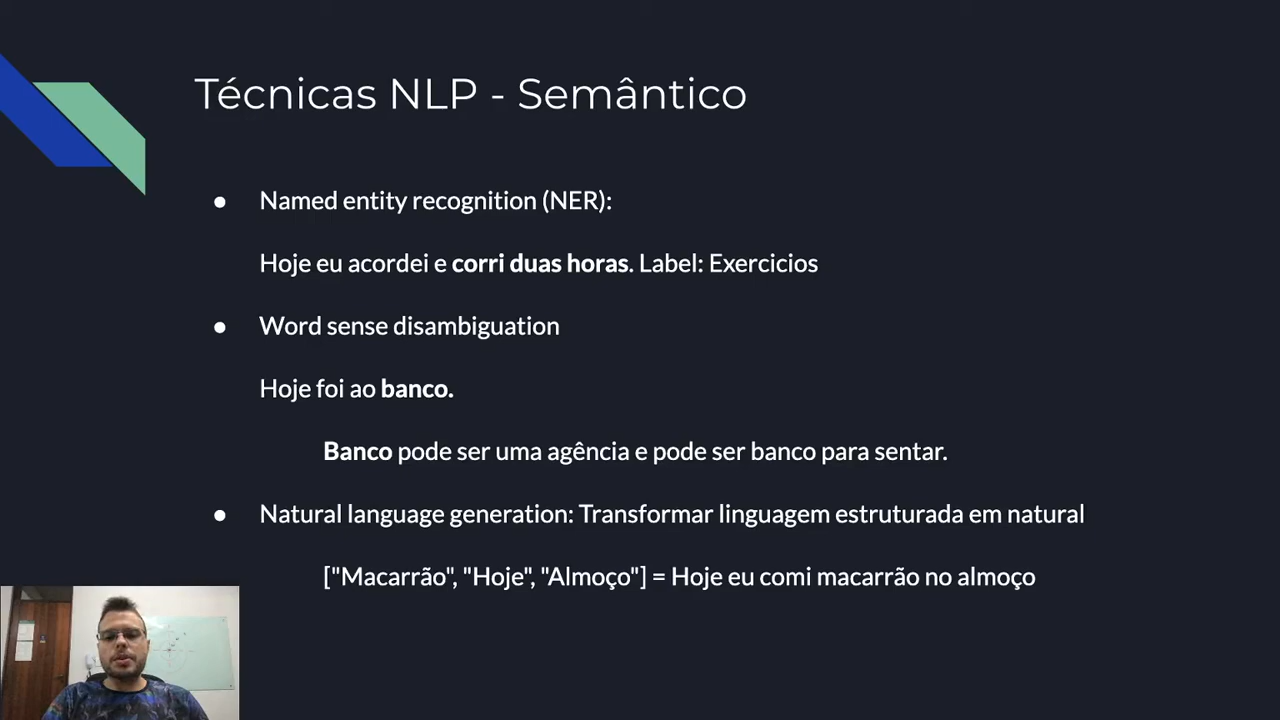 Técnicas NLP - Semântico
● Named entity recognition (NER):
Hoje eu acordei e corri duas horas. Label: Exercicios
● Word sense disambiguation
Hoje foi ao banco.
Banco pode ser uma agência e pode ser banco para sentar.
● Natural language generation: Transformar linguagem estruturada em natural
["Macarrão", "Hoje", "Almoço"] = Hoje eu comi macarrão no almoço